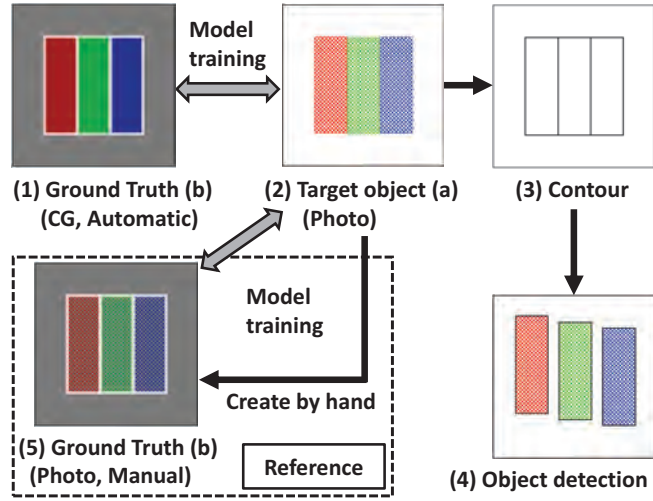 Model
training
(1) Ground Truth (b)
(CG, Automatic)
(2) Target object (a)
(Photo)
(3) Contour
Model
training
Create by hand
(5) Ground Truth (b)
(Photo, Manual)
Reference
(4) Object detection